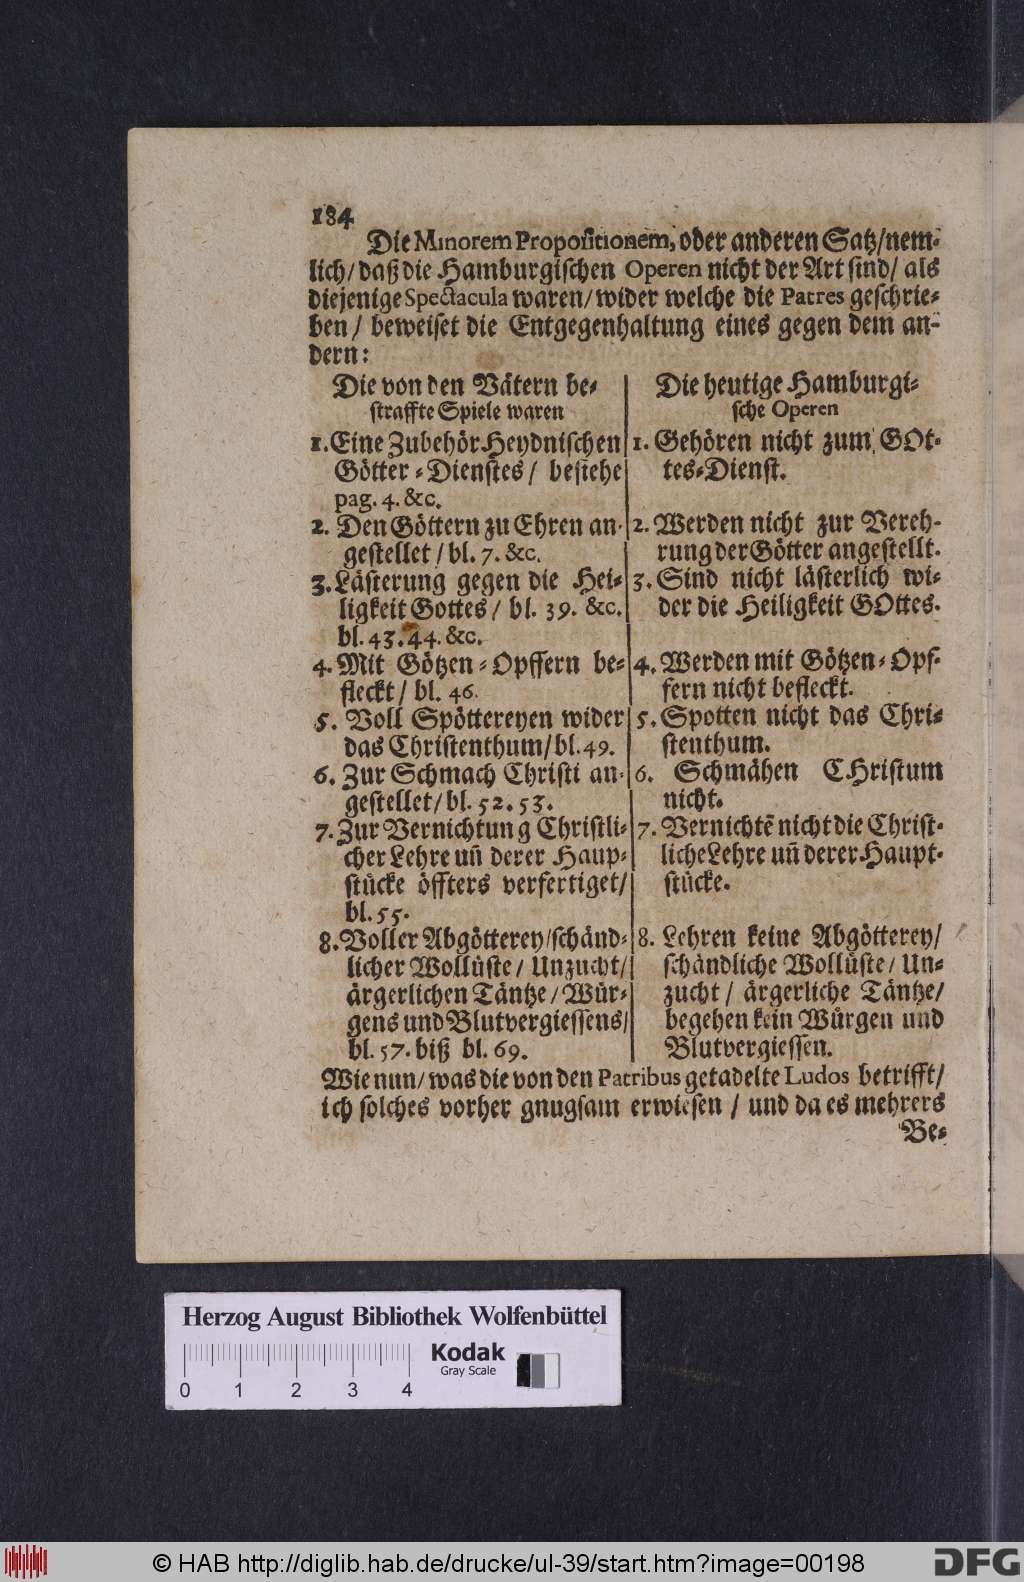 184
Die Minorem Propositionem, oder anderen Satz/nem-
lich/ daß die Hamburgischen Operen nicht der Art sind/ als
diejenige Spectacula waren/ wider welche die Patres geschrie-
ben / beweiset die Entgegenhaltung eines gegen dem an-
dern:
Die von den Vätern be-
straffte Spiele waren
1. Eine Zubehör Heydnischen
Götter-Dienstes / besiehe
pag. 4. &c.
2. Den Göttern zu Ehren an-
gestellet / bl. 7. &c.
3. Lästerung gegen die Hei-
ligkeit Gottes / bl. 39. &c.
bl. 43. 44. &c.
4. Mit Götzen-Opffern be-
fleckt / bl. 46.
5. Voll Spöttereyen wider
das Christenthum/ bl. 49.
6. Zur Schmach Christi an-
gestellet/ bl. 52. 53.
7. Zur Vernichtung Christli-
cher Lehre uñ derer Haup-
stücke öffters verfertiget/
bl. 55.
8. Voller Abgötterey/schänd-
licher Wollüste / Unzucht/
ärgerlichen Täntze / Wür-
gens und Blutvergiessens/
bl. 57. biß bl. 69.
Die heutige Hamburgi-
sche Operen
1. Gehören nicht zum GOt-
tes-Dienst.
2. Werden nicht zur Vereh-
rung der Götter angestellt.
3. Sind nicht lästerlich wi-
der die Heiligkeit GOttes.
4. Werden mit Götzen-Opf-
fern nicht befleckt.
5. Spotten nicht das Chri-
stenthum.
6. Schmähen CHristum
nicht.
7. Vernichtē nicht die Christ-
liche Lehre uñ derer Haupt-
stücke.
8. Lehren keine Abgötterey/
schändliche Wollüste / Un-
zucht / ärgerliche Täntze/
begehen kein Würgen und
Blutvergiessen.
Wie nun/ was die von den Patribus getadelte Ludos betrifft/
ich solches vorher gnugsam erwiesen / und da es mehrers
Be-
Herzog August Bibliothek Wolfenbüttel
Kodak
Gray Scale
0 1 2 3 4
© HAB http://diglib.hab.de/drucke/ul-39/start.htm?image=00198
DFG